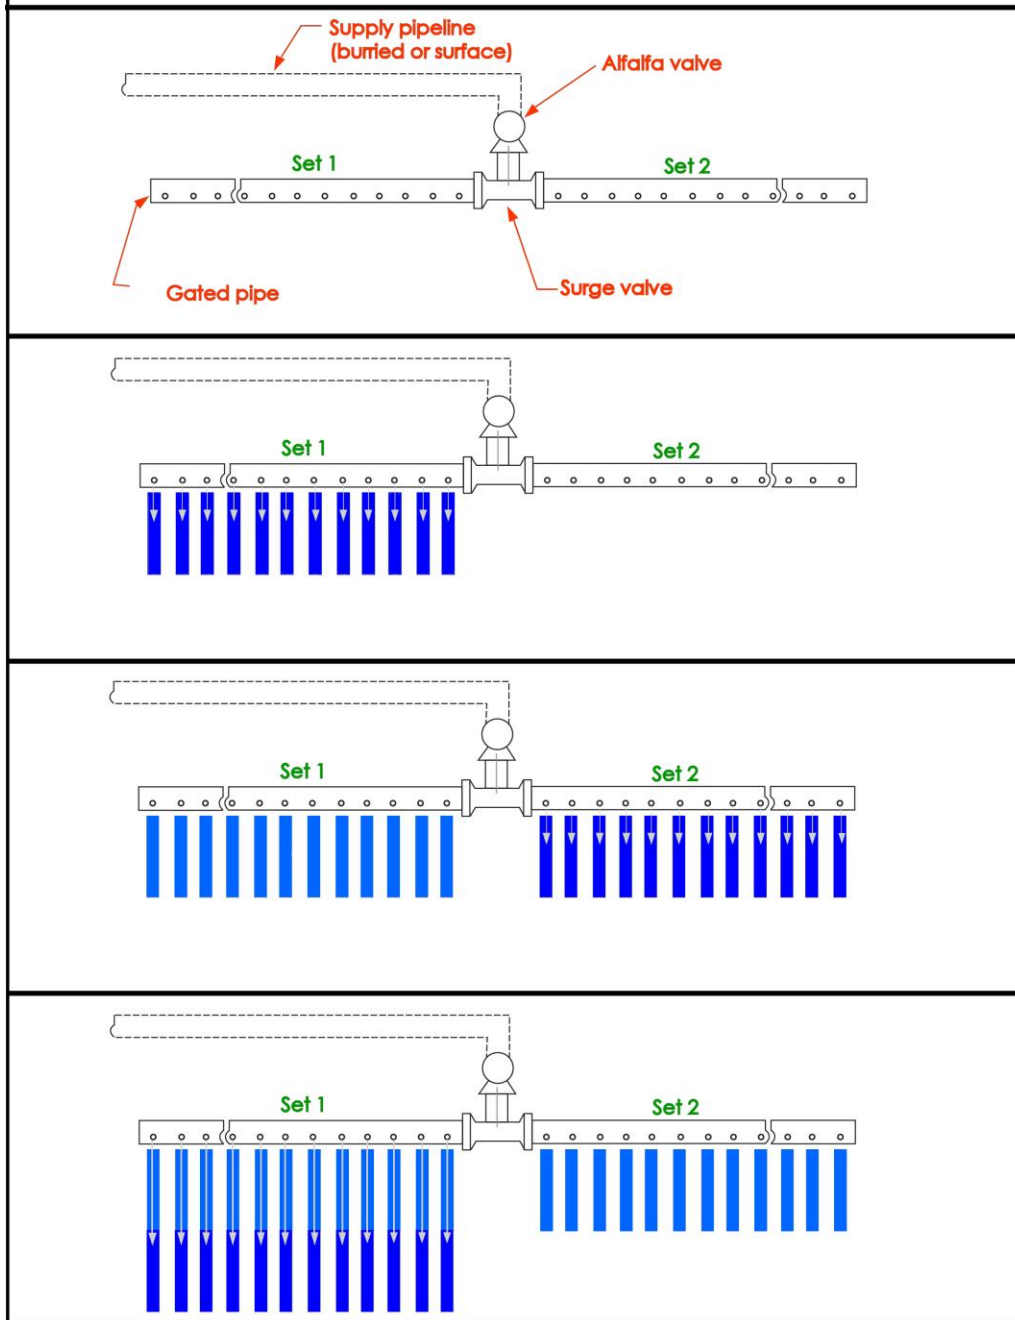 Supply pipeline
(burried or surface)
Alfalfa valve
Set 1
Set 2
Gated pipe
Surge valve
Set 1
Set 2
Set 1
Set 2
Set 1
Set 2